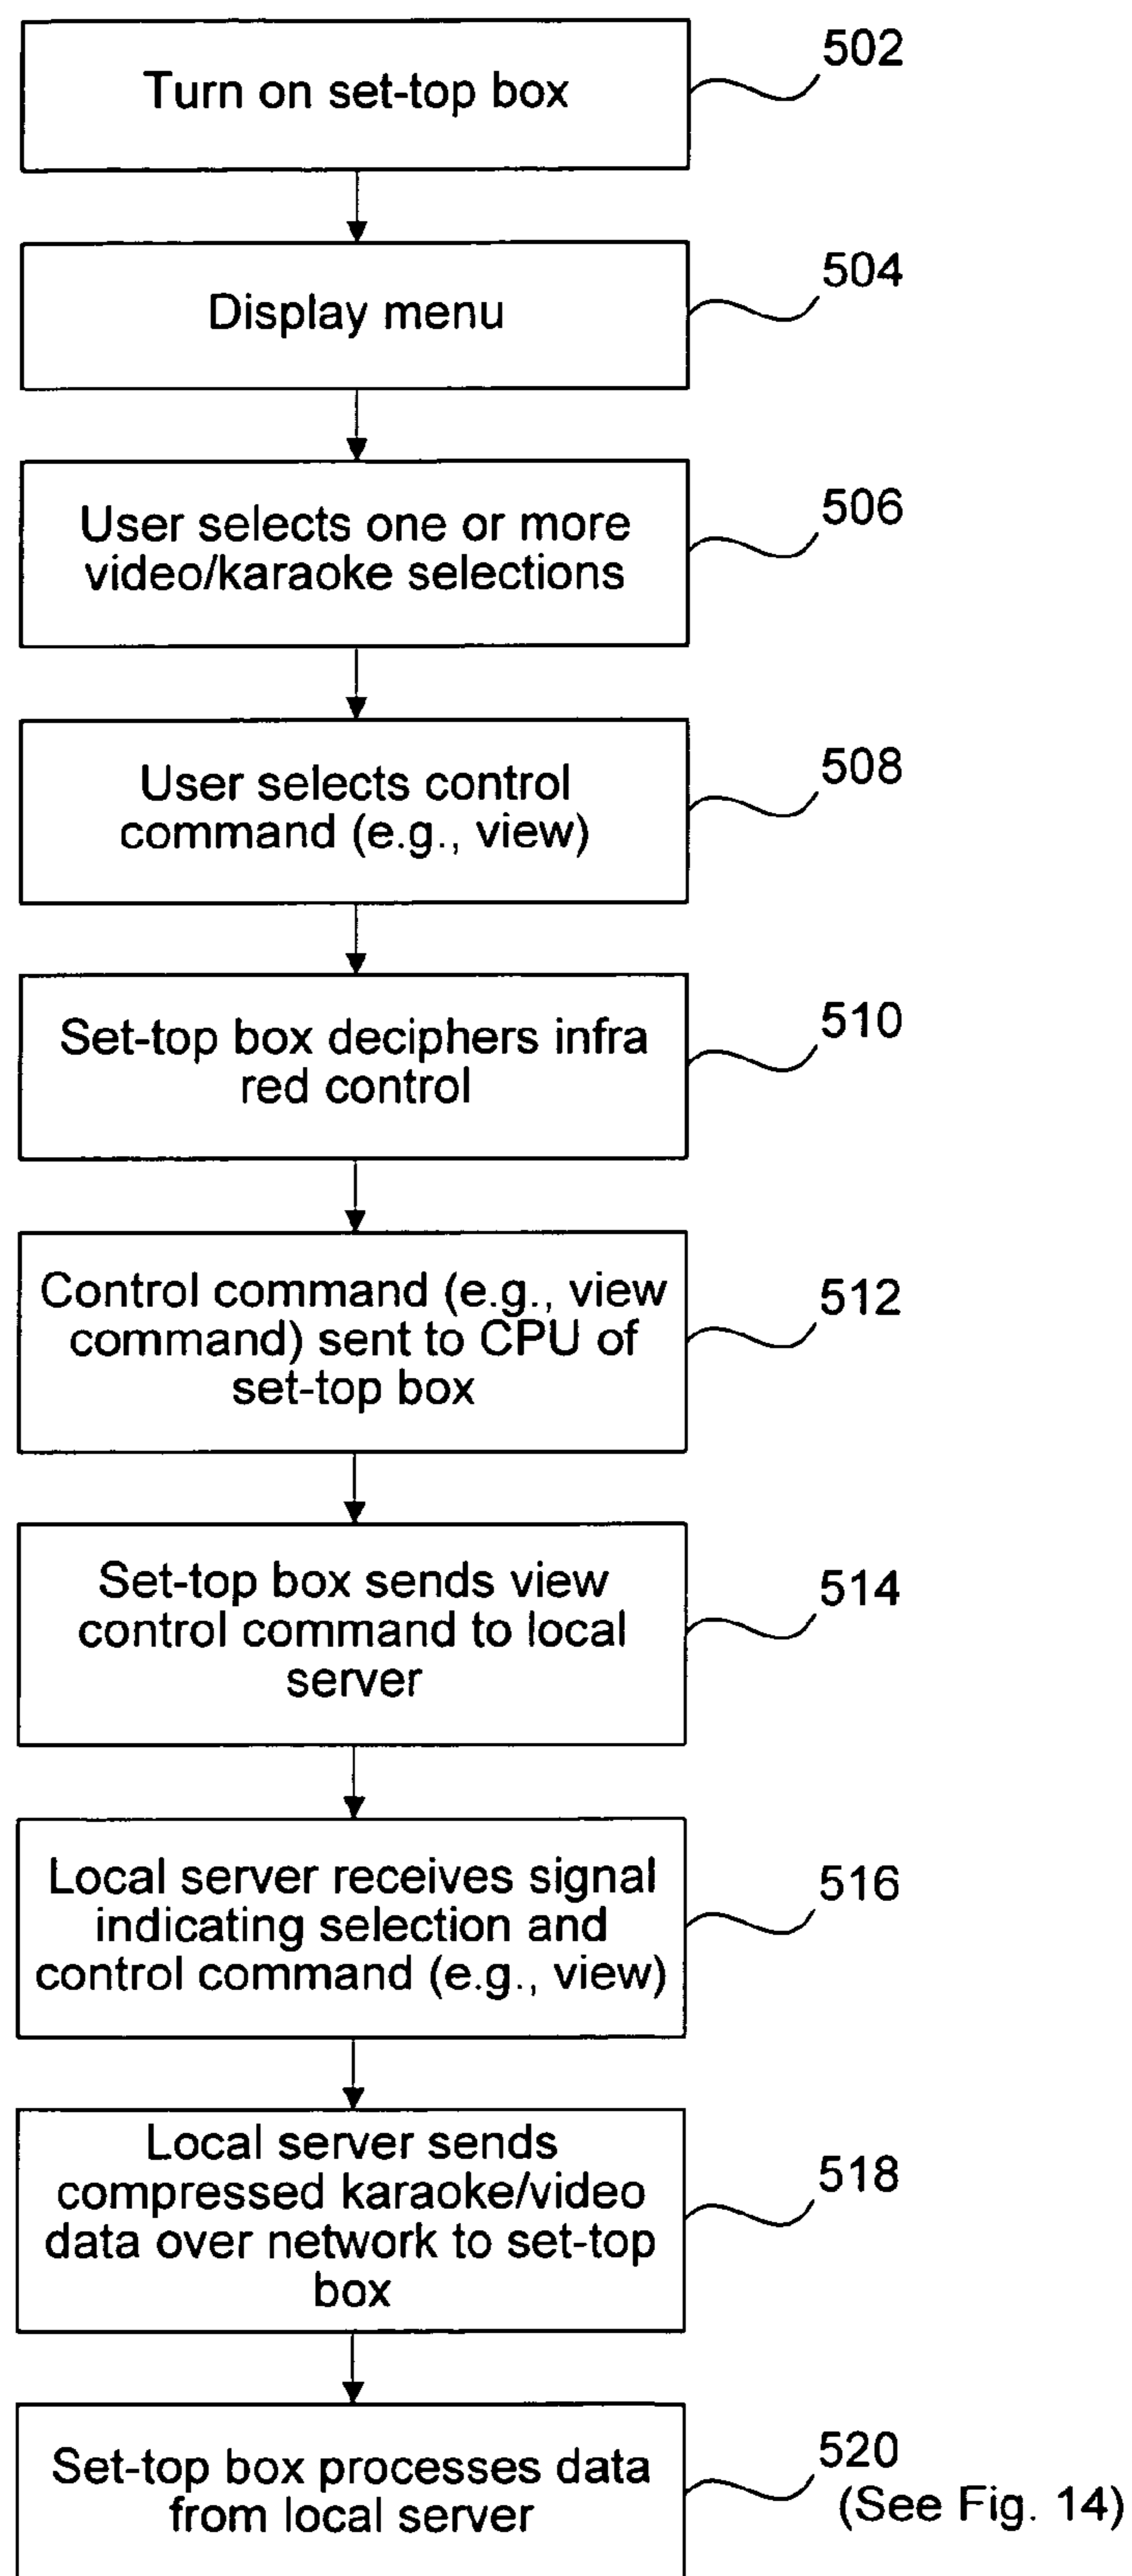 Turn on set-top box
502
Display menu
504
User selects one or more
video/karaoke selections
506
User selects control
command (e.g., view)
508
Set-top box deciphers infra
red control
510
Control command (e.g., view
command) sent to CPU of
set-top box
512
Set-top box sends view
control command to local
server
514
Local server receives signal
indicating selection and
control command (e.g., view)
516
Local server sends
compressed karaoke/video
data over network to set-top
box
518
Set-top box processes data
from local server
520
(See Fig. 14)